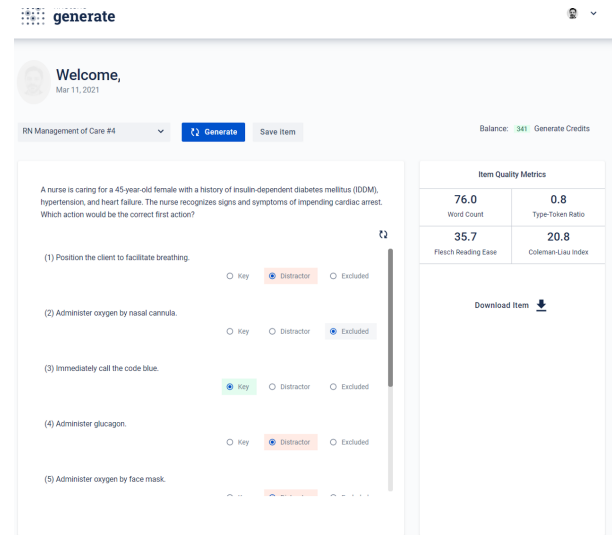 generate
Welcome,
Mar 11, 2021
RN Management of Care #4
Generate
Save item
Balance: 341 Generate Credits
A nurse is caring for a 45-year-old female with a history of insulin-dependent diabetes mellitus (IDDM),
hypertension, and heart failure. The nurse recognizes signs and symptoms of impending cardiac arrest.
Which action would be the correct first action?
(1) Position the client to facilitate breathing.
Key Distractor Excluded
(2) Administer oxygen by nasal cannula.
Key Distractor Excluded
(3) Immediately call the code blue.
Key Distractor Excluded
(4) Administer glucagon.
Key Distractor Excluded
(5) Administer oxygen by face mask.
Item Quality Metrics
76.0 0.8
Word Count Type-Token Ratio
35.7 20.8
Flesch Reading Ease Coleman-Liau Index
Download Item